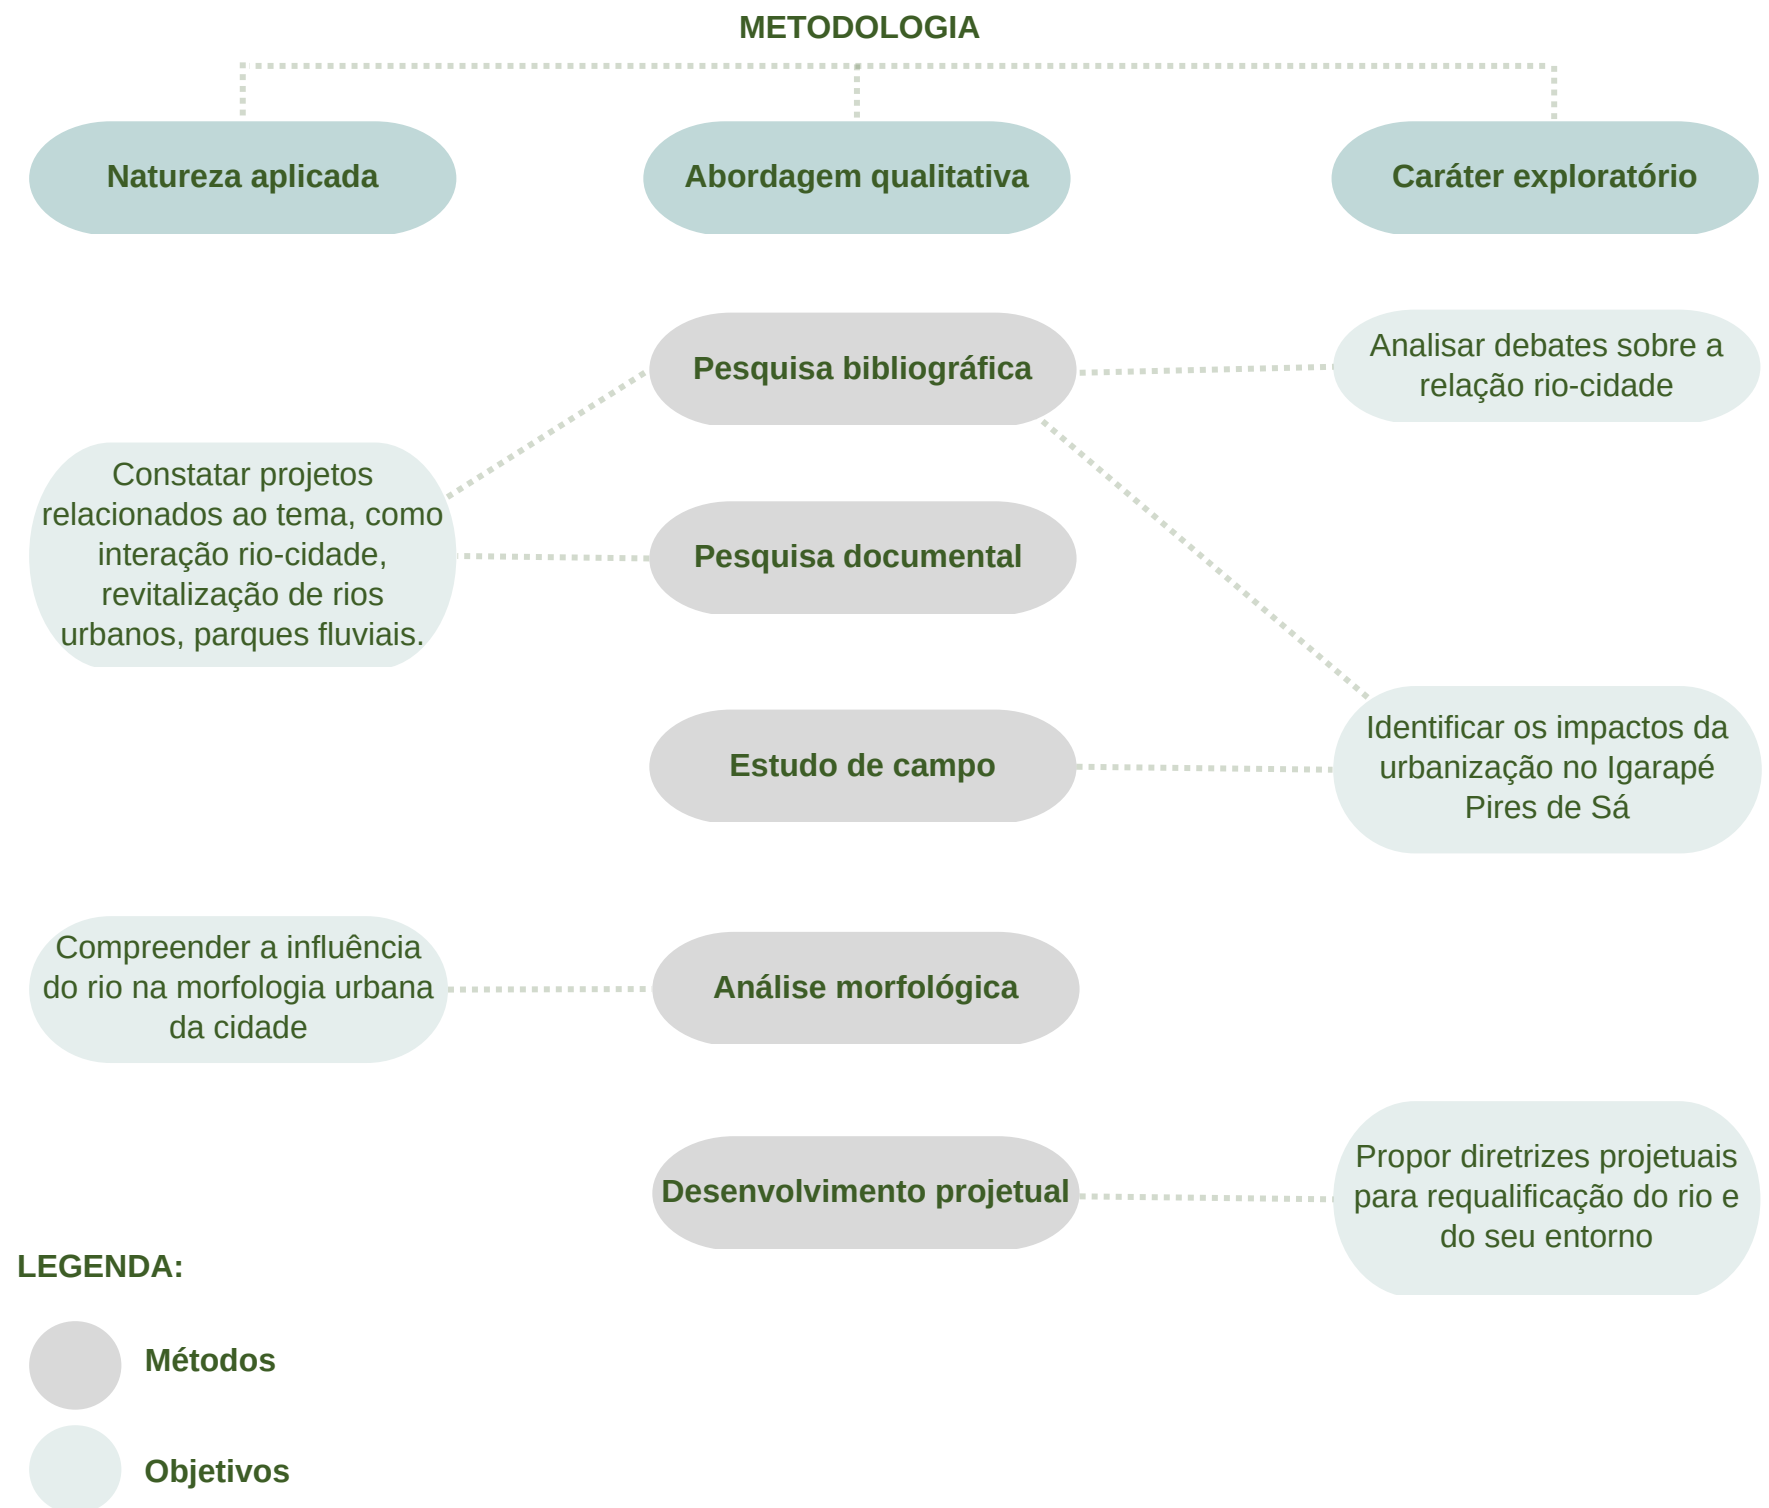 METODOLOGIA
Natureza aplicada
Abordagem qualitativa
Caráter exploratório
Pesquisa bibliográfica
Analisar debates sobre a
relação rio-cidade
Constatar projetos
relacionados ao tema, como
interação rio-cidade,
revitalização de rios
urbanos, parques fluviais.
Pesquisa documental
Estudo de campo
Identificar os impactos da
urbanização no Igarapé
Pires de Sá
Compreender a influência
do rio na morfologia urbana
da cidade
Análise morfológica
Desenvolvimento projetual
Propor diretrizes projetuais
para requalificação do rio e
do seu entorno
LEGENDA:
Métodos
Objetivos